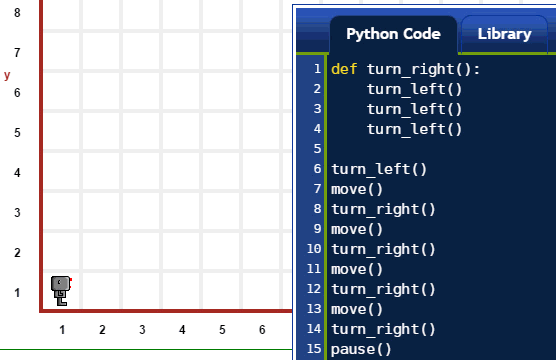 8
7
y
6
5
4
3
2
1
1 2 3 4 5 6
Python Code Library
1 def turn_right():
2 turn_left()
3 turn_left()
4 turn_left()
5
6 turn_left()
7 move()
8 turn_right()
9 move()
10 turn_right()
11 move()
12 turn_right()
13 move()
14 turn_right()
15 pause()